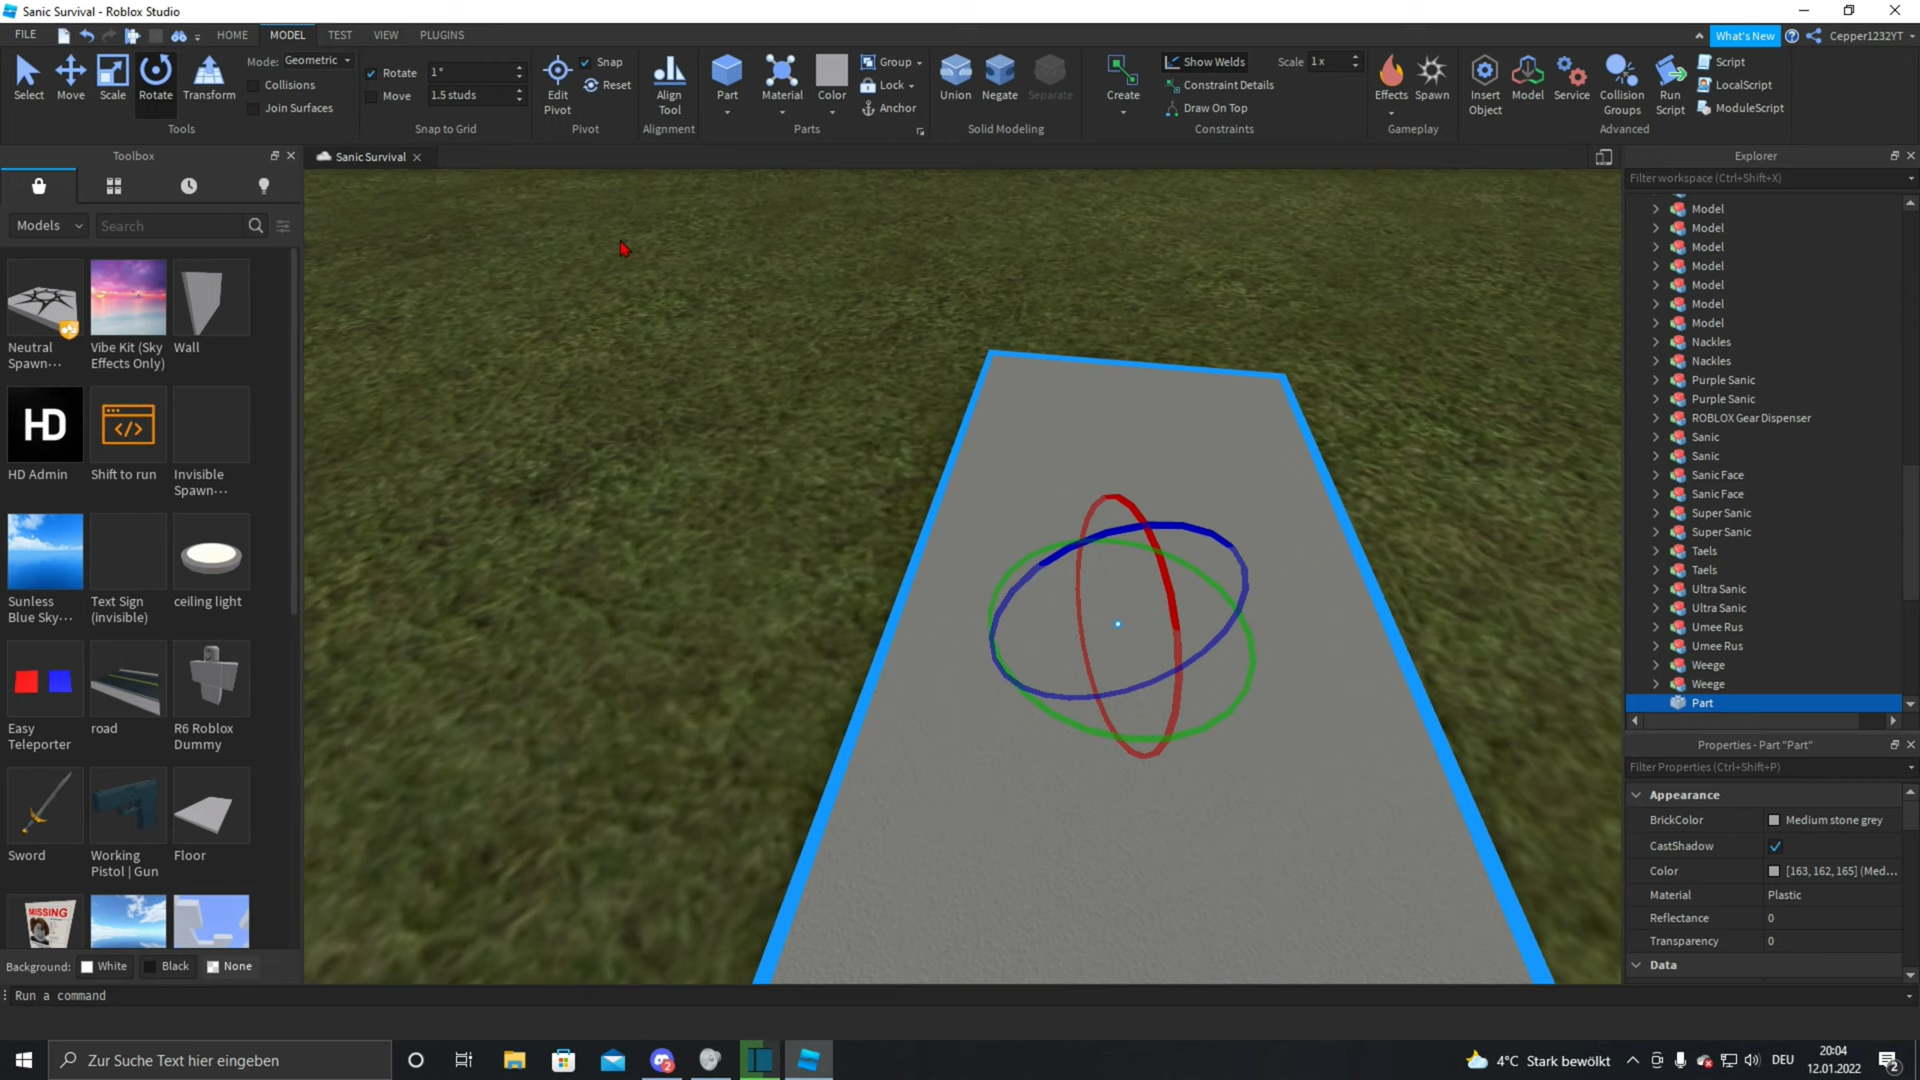 Sanic Survival - Roblox Studio
FILE
HOME
MODEL
TEST
VIEW
PLUGINS
What's New
Cepper1232YT
Select
Move
Scale
Rotate
Transform
Mode: Geometric
Collisions
Join Surfaces
Tools
Rotate 1°
Move 1.5 studs
Snap to Grid
Edit
Pivot
Snap
Reset
Pivot
Align
Tool
Alignment
Part
Material
Color
Group
Lock
Anchor
Parts
Union
Negate
Separate
Solid Modeling
Create
Show Welds
Scale 1 x
Constraint Details
Draw On Top
Constraints
Effects
Spawn
Gameplay
Insert
Object
Model
Service
Collision
Groups
Run
Script
Script
LocalScript
ModuleScript
Advanced
Toolbox
Sanic Survival
Models
Search
Neutral
Spawn...
Vibe Kit (Sky
Effects Only)
Wall
HD
HD Admin
Shift to run
Invisible
Spawn...
Sunless
Blue Sky...
Text Sign
(invisible)
ceiling light
Easy
Teleporter
road
R6 Roblox
Dummy
Sword
Working
Pistol | Gun
Floor
MISSING
Background: White Black None
Run a command
Explorer
Filter workspace (Ctrl+Shift+X)
Model
Model
Model
Model
Model
Model
Model
Nackles
Nackles
Purple Sanic
Purple Sanic
ROBLOX Gear Dispenser
Sanic
Sanic
Sanic Face
Sanic Face
Super Sanic
Super Sanic
Taels
Taels
Ultra Sanic
Ultra Sanic
Umee Rus
Umee Rus
Weege
Weege
Part
Properties - Part "Part"
Filter Properties (Ctrl+Shift+P)
Appearance
BrickColor Medium stone grey
CastShadow
Color [163, 162, 165] (Med...
Material Plastic
Reflectance 0
Transparency 0
Data
Zur Suche Text hier eingeben
2
4°C Stark bewölkt
DEU
20:04
12.01.2022
2